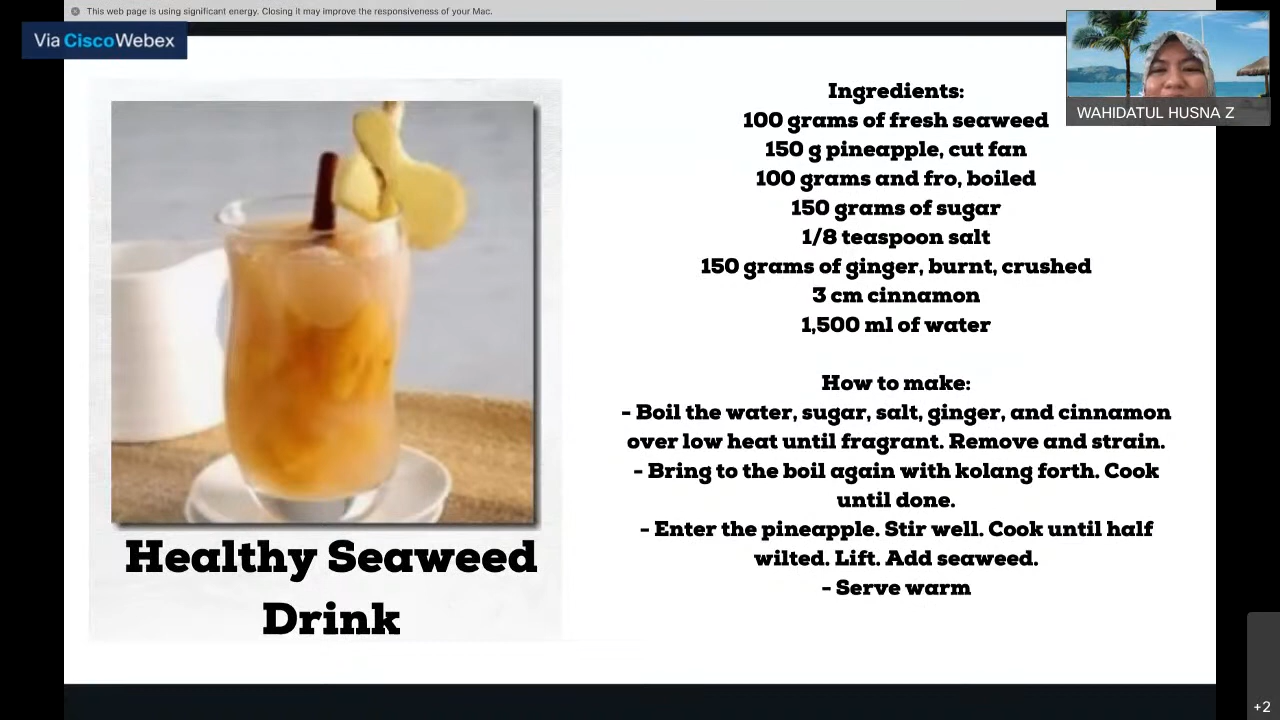 This web page is using significant energy. Closing it may improve the responsiveness of your Mac.
Via Cisco Webex
WAHIDATUL HUSNA Z
Healthy Seaweed
Drink
Ingredients:
100 grams of fresh seaweed
150 g pineapple, cut fan
100 grams and fro, boiled
150 grams of sugar
1/8 teaspoon salt
150 grams of ginger, burnt, crushed
3 cm cinnamon
1,500 ml of water
How to make:
- Boil the water, sugar, salt, ginger, and cinnamon
over low heat until fragrant. Remove and strain.
- Bring to the boil again with kolang forth. Cook
until done.
- Enter the pineapple. Stir well. Cook until half
wilted. Lift. Add seaweed.
- Serve warm
+2